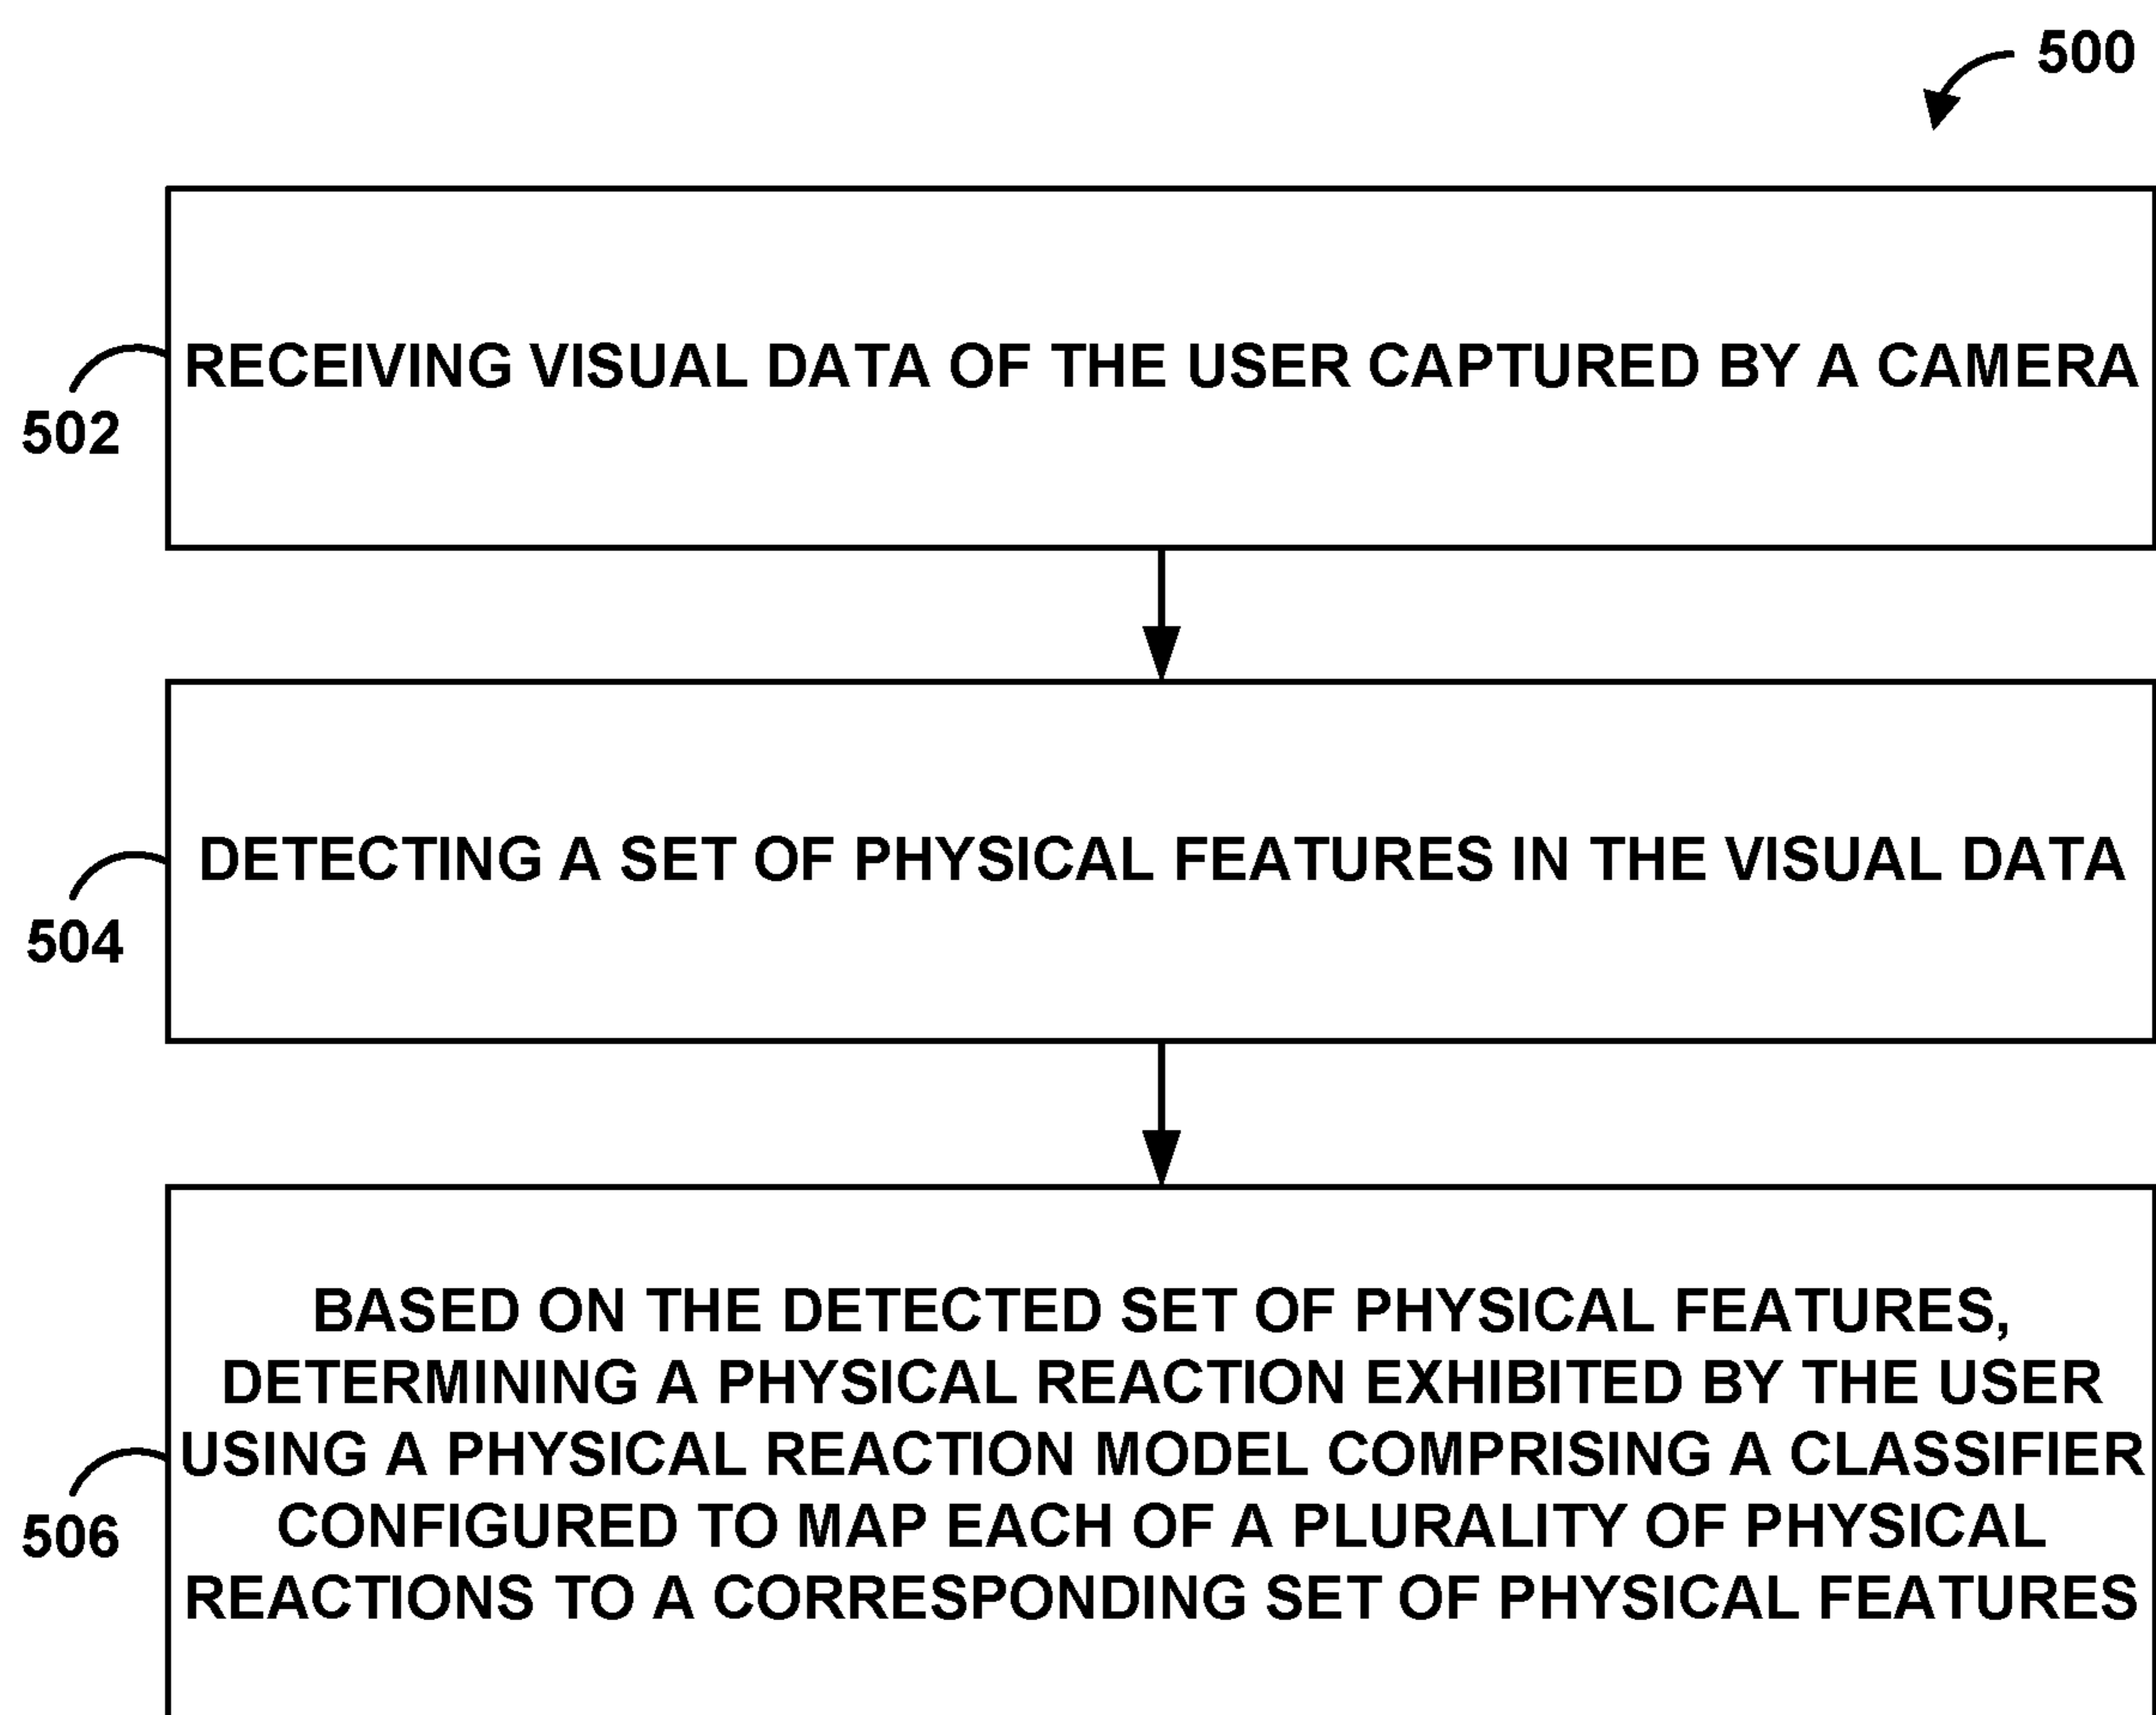 500
RECEIVING VISUAL DATA OF THE USER CAPTURED BY A CAMERA
502
DETECTING A SET OF PHYSICAL FEATURES IN THE VISUAL DATA
504
BASED ON THE DETECTED SET OF PHYSICAL FEATURES,
DETERMINING A PHYSICAL REACTION EXHIBITED BY THE USER
USING A PHYSICAL REACTION MODEL COMPRISING A CLASSIFIER
CONFIGURED TO MAP EACH OF A PLURALITY OF PHYSICAL
REACTIONS TO A CORRESPONDING SET OF PHYSICAL FEATURES
506